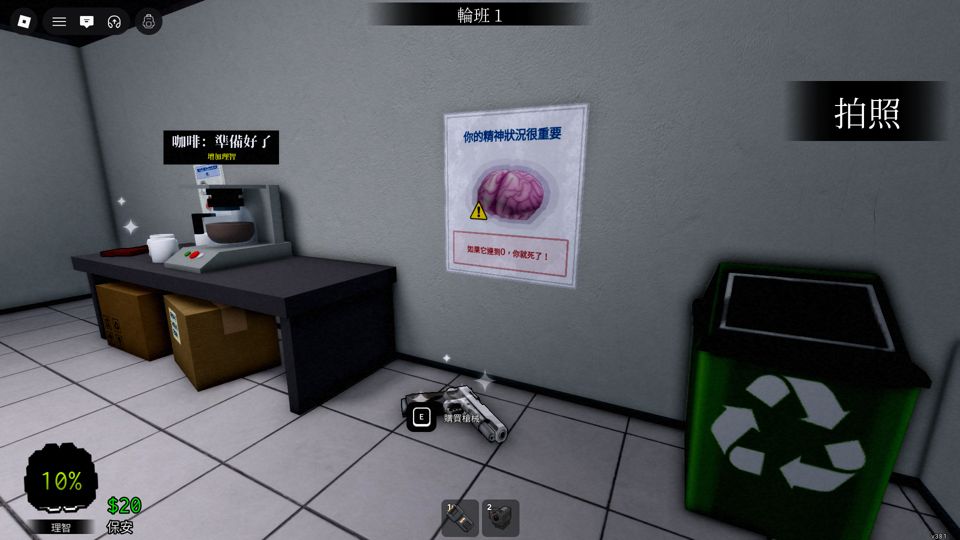 輪班 1
拍照
咖啡: 準備好了
增加理智
你的精神狀況很重要
如果它達到0，你就死了！
E
購買槍械
10%
理智
$20
保安
1
2
v381